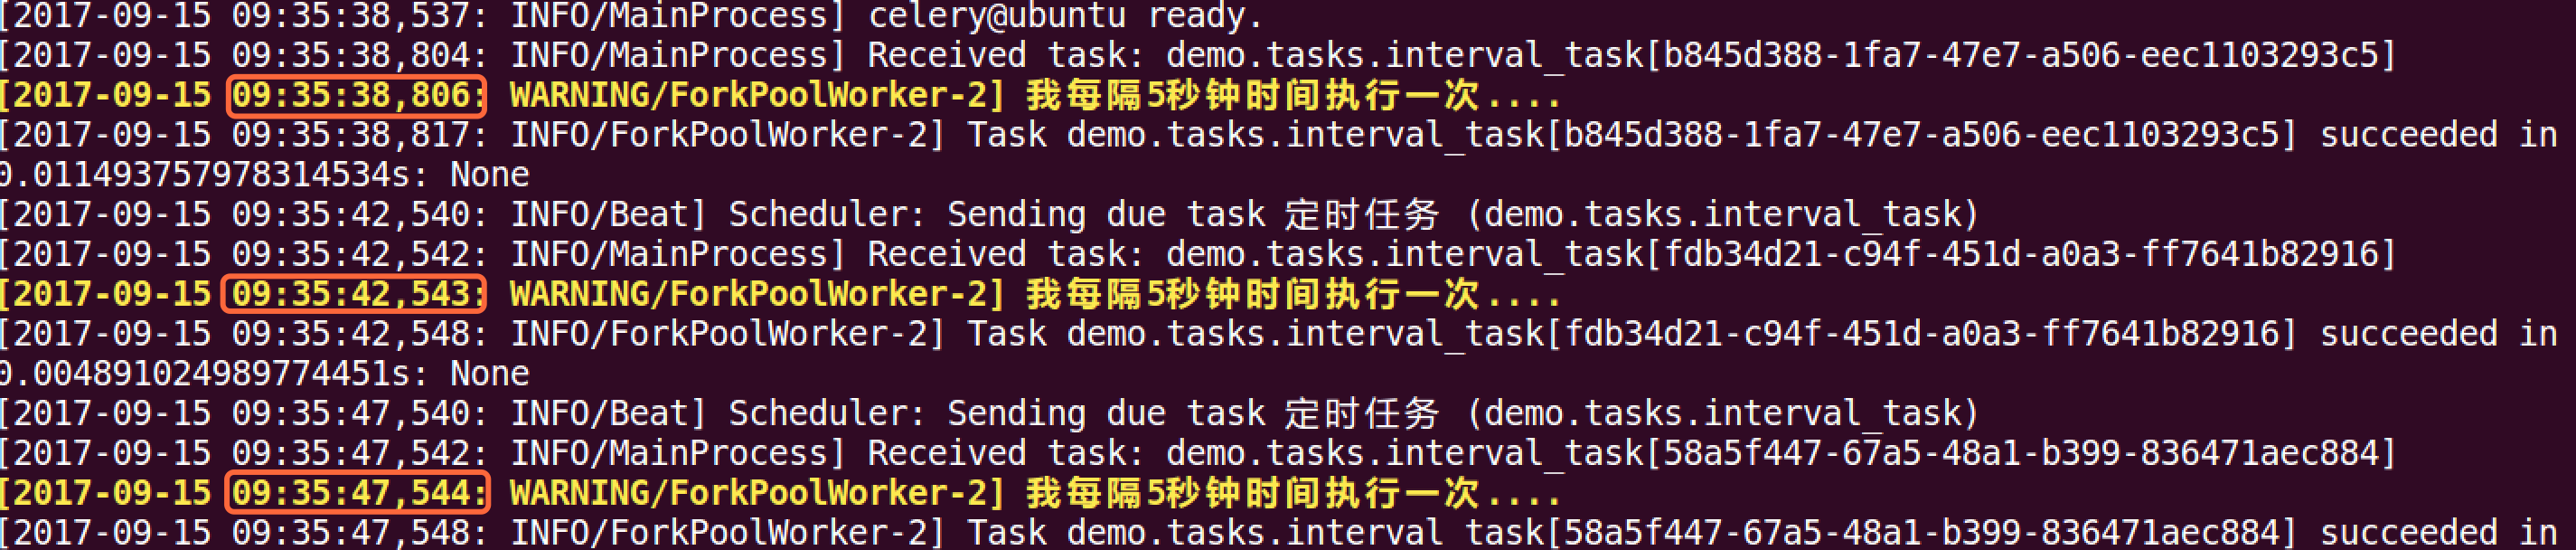 [2017-09-15 09:35:38,537: INFO/MainProcess] celery@ubuntu ready.
[2017-09-15 09:35:38,804: INFO/MainProcess] Received task: demo.tasks.interval_task[b845d388-1fa7-47e7-a506-eec1103293c5]
[2017-09-15 09:35:38,806: WARNING/ForkPoolWorker-2] 我每隔5秒钟时间执行一次....
[2017-09-15 09:35:38,817: INFO/ForkPoolWorker-2] Task demo.tasks.interval_task[b845d388-1fa7-47e7-a506-eec1103293c5] succeeded in
0.011493757978314534s: None
[2017-09-15 09:35:42,540: INFO/Beat] Scheduler: Sending due task 定时任务 (demo.tasks.interval_task)
[2017-09-15 09:35:42,542: INFO/MainProcess] Received task: demo.tasks.interval_task[fdb34d21-c94f-451d-a0a3-ff7641b82916]
[2017-09-15 09:35:42,543: WARNING/ForkPoolWorker-2] 我每隔5秒钟时间执行一次....
[2017-09-15 09:35:42,548: INFO/ForkPoolWorker-2] Task demo.tasks.interval_task[fdb34d21-c94f-451d-a0a3-ff7641b82916] succeeded in
0.004891024989774451s: None
[2017-09-15 09:35:47,540: INFO/Beat] Scheduler: Sending due task 定时任务 (demo.tasks.interval_task)
[2017-09-15 09:35:47,542: INFO/MainProcess] Received task: demo.tasks.interval_task[58a5f447-67a5-48a1-b399-836471aec884]
[2017-09-15 09:35:47,544: WARNING/ForkPoolWorker-2] 我每隔5秒钟时间执行一次....
[2017-09-15 09:35:47,548: INFO/ForkPoolWorker-2] Task demo.tasks.interval_task[58a5f447-67a5-48a1-b399-836471aec884] succeeded in